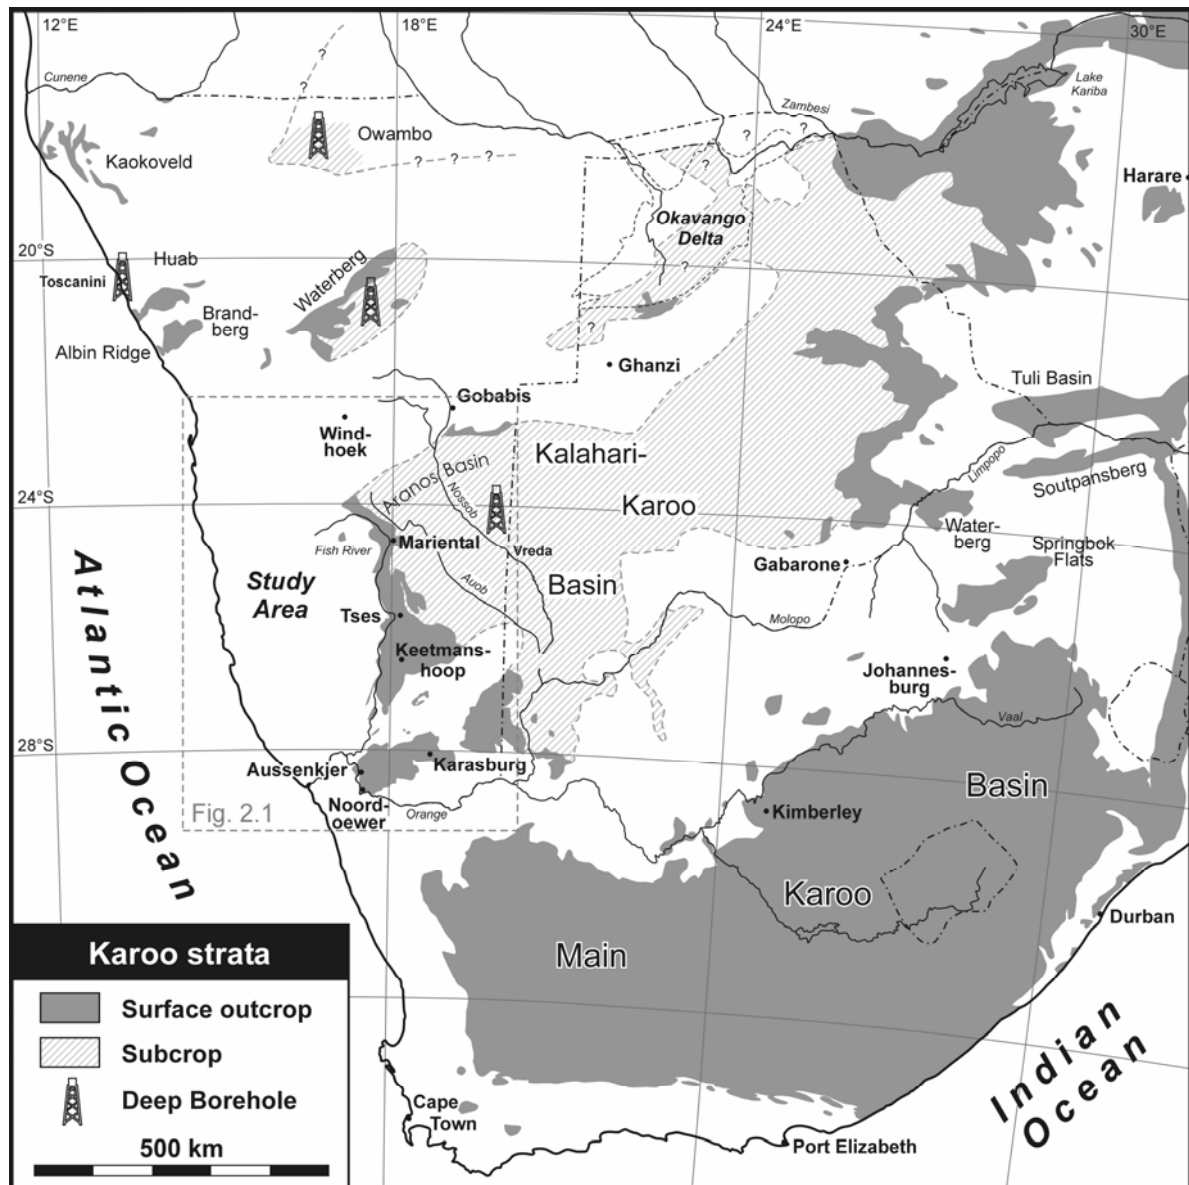 12°E
18°E
24°E
30°E
Cunene
?
?
Zambesi
Lake
Kariba
Owambo
?
?
?
?
?
?
Kaokoveld
Harare
Okavango
Delta
20°S
Huab
Toscanini
Waterberg
?
Brand-
berg
?
Albin Ridge
Ghanzi
Tuli Basin
Gobabis
Wind-
hoek
Kalahari-
Aranos Basin
Limpopo
Soutpansberg
24°S
Nossob
Karoo
Water-
berg
Fish River
Mariental
Vreda
Springbok
Flats
Gabarone
Study
Area
Auob
Basin
Tses
Molopo
Keetmans-
hoop
Johannes-
burg
Vaal
28°S
Aussenkjer
Karasburg
Basin
Noord-
oewer
Orange
Kimberley
Fig. 2.1
Atlantic Ocean
Karoo
Durban
Main
Karoo strata
Surface outcrop
Subcrop
Deep Borehole
500 km
Cape
Town
Port Elizabeth
Indian
Ocean